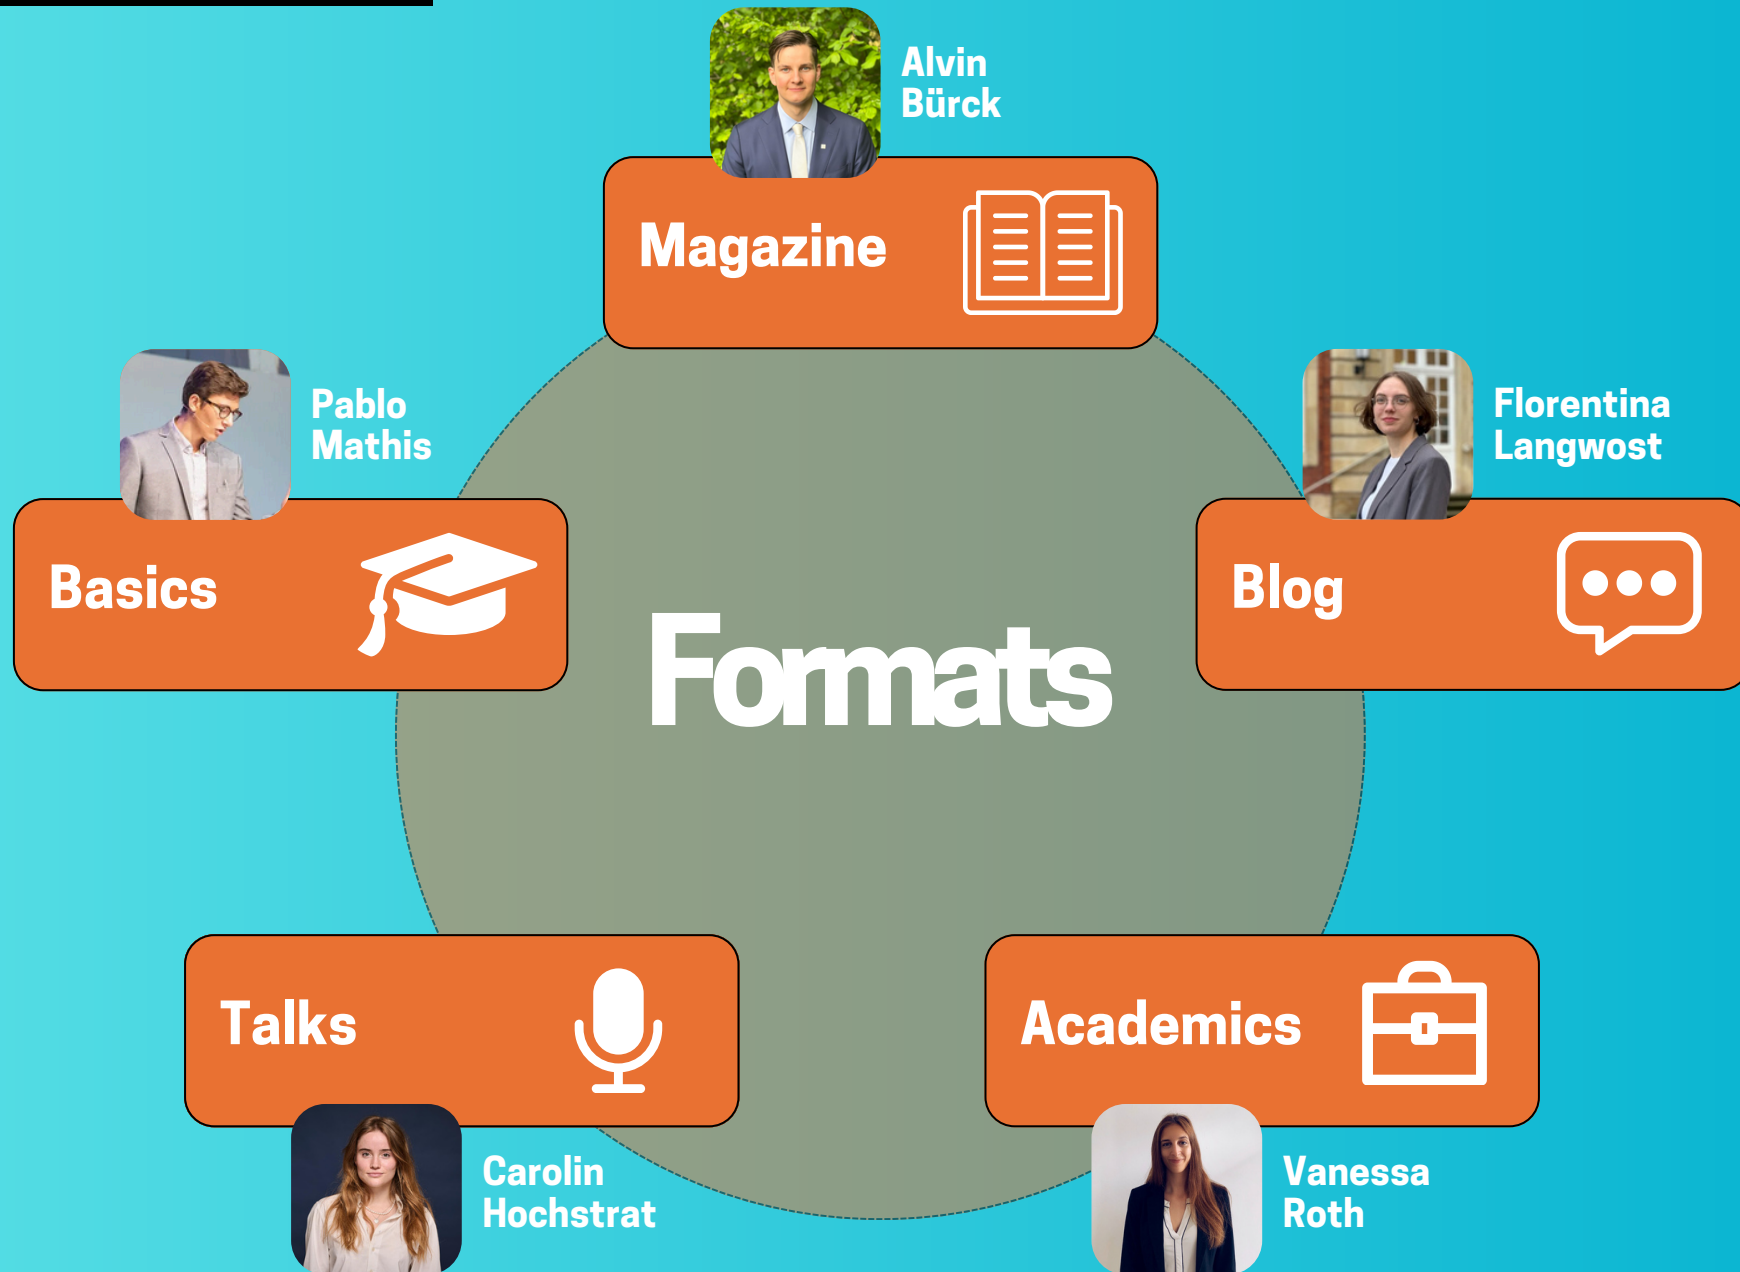 Alvin
Bürck
Magazine
Pablo
Mathis
Florentina
Langwost
Basics
Blog
Formats
Talks
Academics
Carolin
Hochstrat
Vanessa
Roth